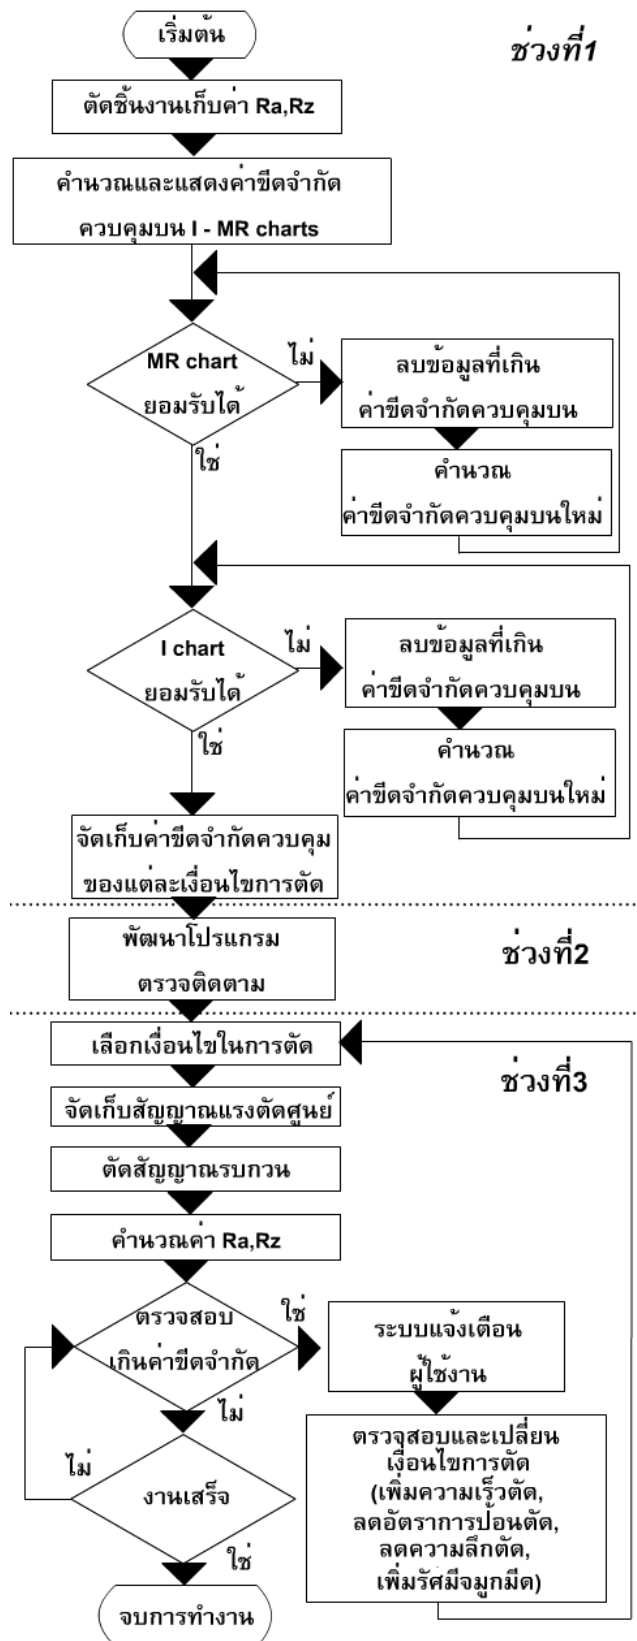 เริ่มต้น
ช่วงที่1
ตัดชิ้นงานเก็บค่า Ra,Rz
คำนวณและแสดงค่าขีดจำกัด
ควบคุมบน I - MR charts
MR chart
ยอมรับได้
ไม่
ลบข้อมูลที่เกิน
ค่าขีดจำกัดควบคุมบน
ใช่
คำนวณ
ค่าขีดจำกัดควบคุมบนใหม่
I chart
ยอมรับได้
ไม่
ลบข้อมูลที่เกิน
ค่าขีดจำกัดควบคุมบน
ใช่
คำนวณ
ค่าขีดจำกัดควบคุมบนใหม่
จัดเก็บค่าขีดจำกัดควบคุม
ของแต่ละเงื่อนไขการตัด
พัฒนาโปรแกรม
ตรวจติดตาม
ช่วงที่2
เลือกเงื่อนไขในการตัด
ช่วงที่3
จัดเก็บสัญญาณแรงตัดศูนย์
ตัดสัญญาณรบกวน
คำนวณค่า Ra,Rz
ตรวจสอบ
เกินค่าขีดจำกัด
ใช่
ระบบแจ้งเตือน
ผู้ใช้งาน
ไม่
ไม่
งานเสร็จ
ตรวจสอบและเปลี่ยน
เงื่อนไขการตัด
(เพิ่มความเร็วตัด,
ลดอัตราการป้อนตัด,
ลดความลึกตัด,
เพิ่มรัศมีจมูกมีด)
ใช่
จบการทำงาน